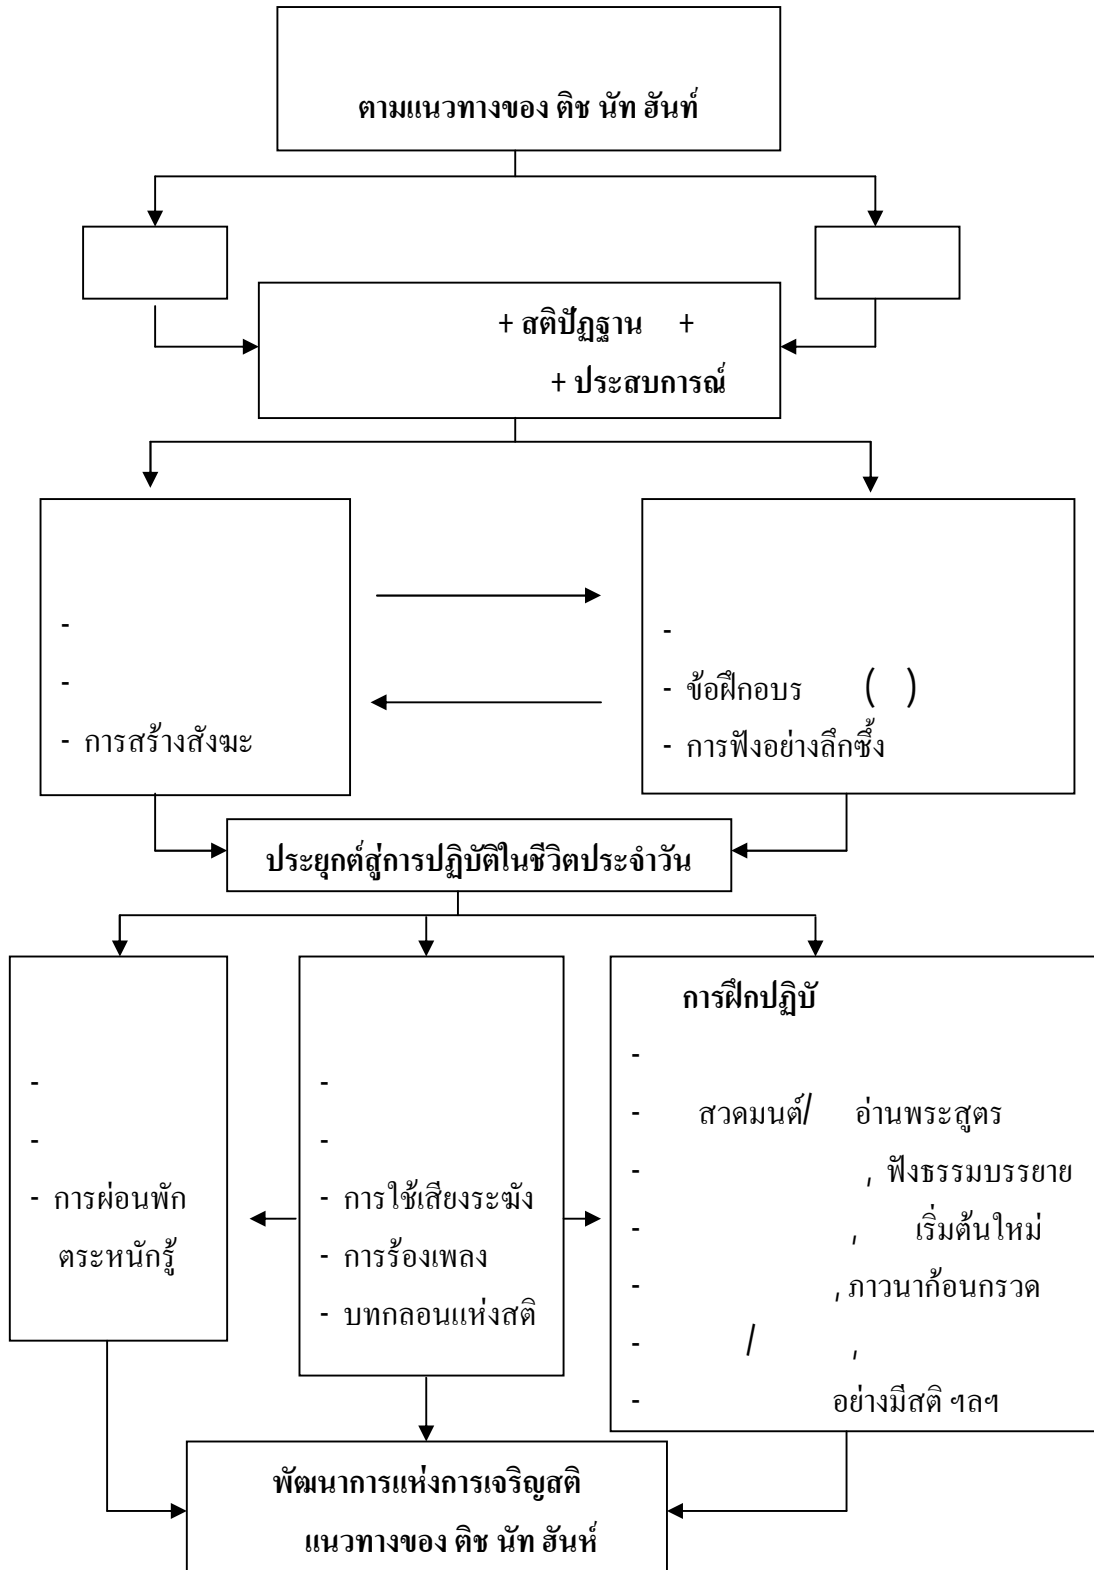 ตามแนวทางของ ติช นัท ฮันท์
+ สติปัฏฐาน +
+ ประสบการณ์
-
-
- การสร้างสังฆะ
-
- ข้อฝึกอบร ( )
- การฟังอย่างลึกซึ้ง
ประยุกต์สู่การปฏิบัติในชีวิตประจำวัน
-
-
- การผ่อนพัก
ตระหนักรู้
-
-
- การใช้เสียงระฆัง
- การร้องเพลง
- บทกลอนแห่งสติ
การฝึกปฏิบั
-
- สวดมนต์/ อ่านพระสูตร
- , ฟังธรรมบรรยาย
- , เริ่มต้นใหม่
- ,ภาวนาก้อนกรวด
- / ,
- อย่างมีสติ ฯลฯ
พัฒนาการแห่งการเจริญสติ
แนวทางของ ติช นัท ฮันห์